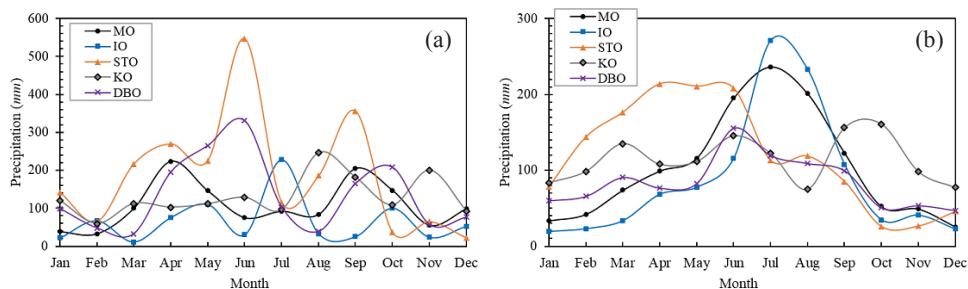 (a)
Precipitation (mm)
600
500
400
300
200
100
0
MO
IO
STO
KO
DBO
Jan Feb Mar Apr May Jun Jul Aug Sep Oct Nov Dec
Month
(b)
Precipitation (mm)
300
200
100
0
MO
IO
STO
KO
DBO
Jan Feb Mar Apr May Jun Jul Aug Sep Oct Nov Dec
Month